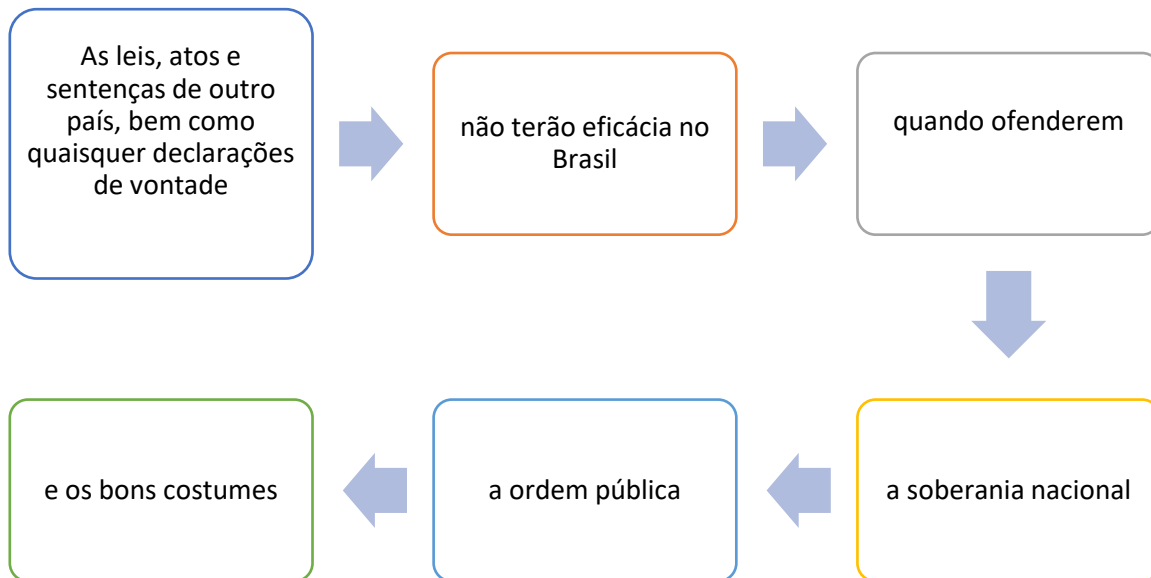 As leis, atos e
sentenças de outro
país, bem como
quaisquer declarações
de vontade
não terão eficácia no
Brasil
quando ofenderem
a soberania nacional
a ordem pública
e os bons costumes